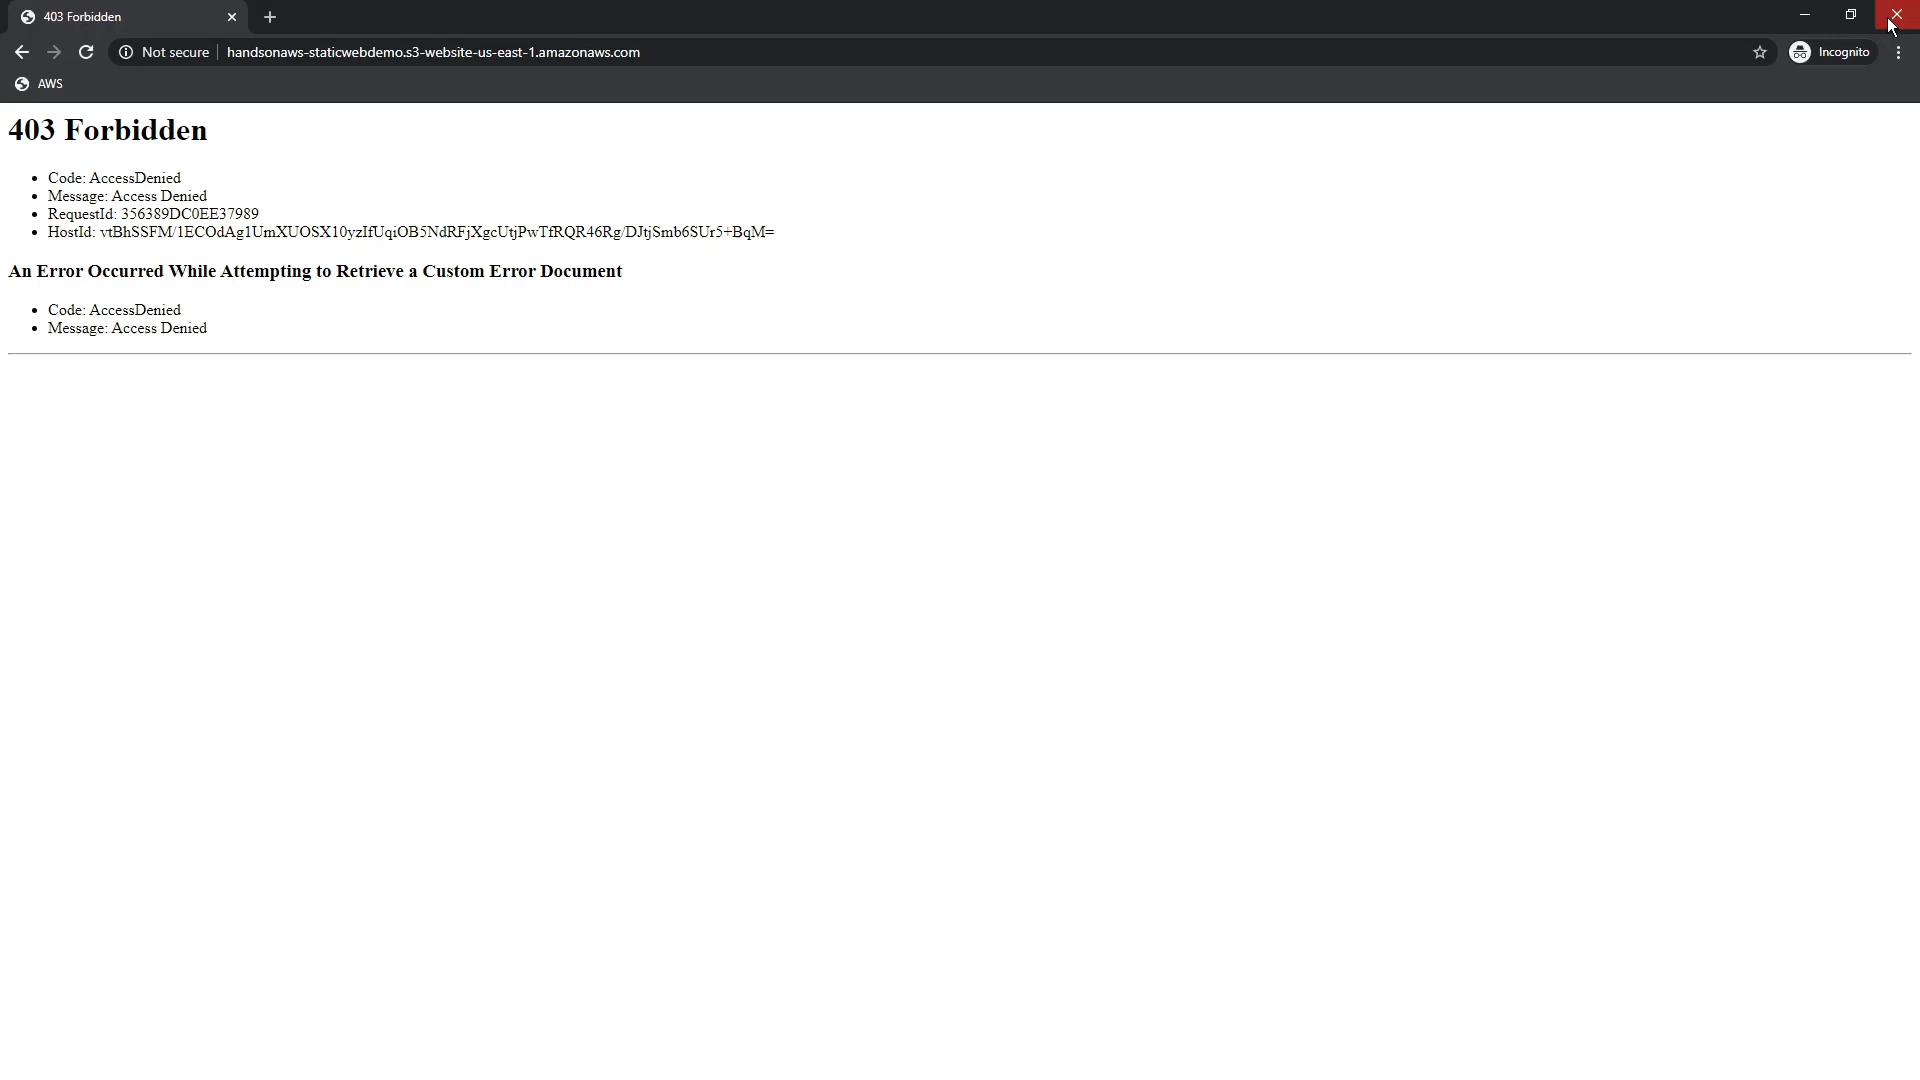 403 Forbidden
Not secure handsonaws-staticwebdemo.s3-website-us-east-1.amazonaws.com Incognito
AWS
403 Forbidden
Code: AccessDenied
Message: Access Denied
RequestId: 356389DC0EE37989
HostId: vtBhSSFM/1ECOdAg1UmXUOSX10yzIfUqiOB5NdRFjXgcUtjPwTfRQR46Rg/DJtjSmb6SUr5+BqM=
An Error Occurred While Attempting to Retrieve a Custom Error Document
Code: AccessDenied
Message: Access Denied